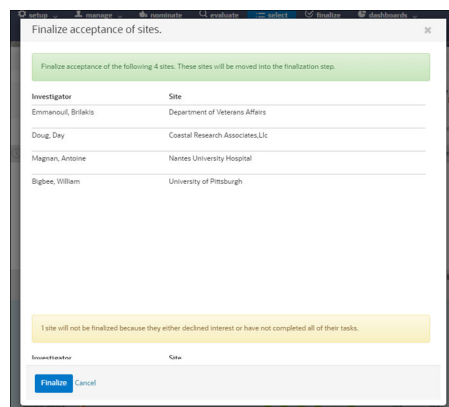 setup manage nominate evaluate select finalize dashboards
Finalize acceptance of sites.
Finalize acceptance of the following 4 sites. These sites will be moved into the finalization step.
Investigator Site
Emmanouil, Brilakis Department of Veterans Affairs
Doug, Day Coastal Research Associates,Llc
Magnan, Antoine Nantes University Hospital
Bigbee, William University of Pittsburgh
1 site will not be finalized because they either declined interest or have not completed all of their tasks.
Investigator Site
Finalize Cancel